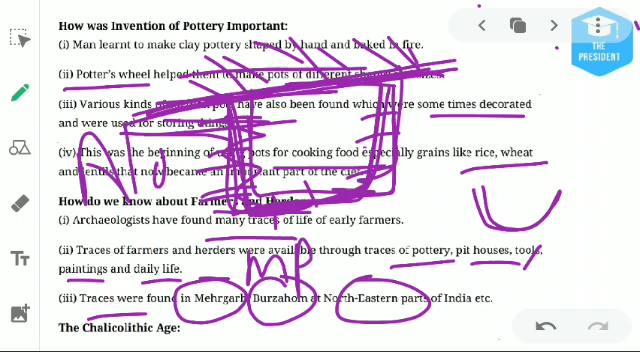 How was Invention of Pottery Important:
(i) Man learnt to make clay pottery shaped by hand and baked in fire.
(ii) Potter's wheel helped them to make pots of different
(iii) Various kinds of have also been found which were some times decorated
and were used for storing
(iv) This was the beginning of pots for cooking food especially grains like rice, wheat
and lentils that now became an important part of the
How do we know about Farmers and Herders
(i) Archaeologists have found many traces of life of early farmers.
(ii) Traces of farmers and herders were available through traces of pottery, pit houses, tools,
paintings and daily life.
MP
(iii) Traces were found in Mehrgarh, Burzahom at North-Eastern parts of India etc.
The Chalicolithic Age:
THE
PRESIDENT
TT